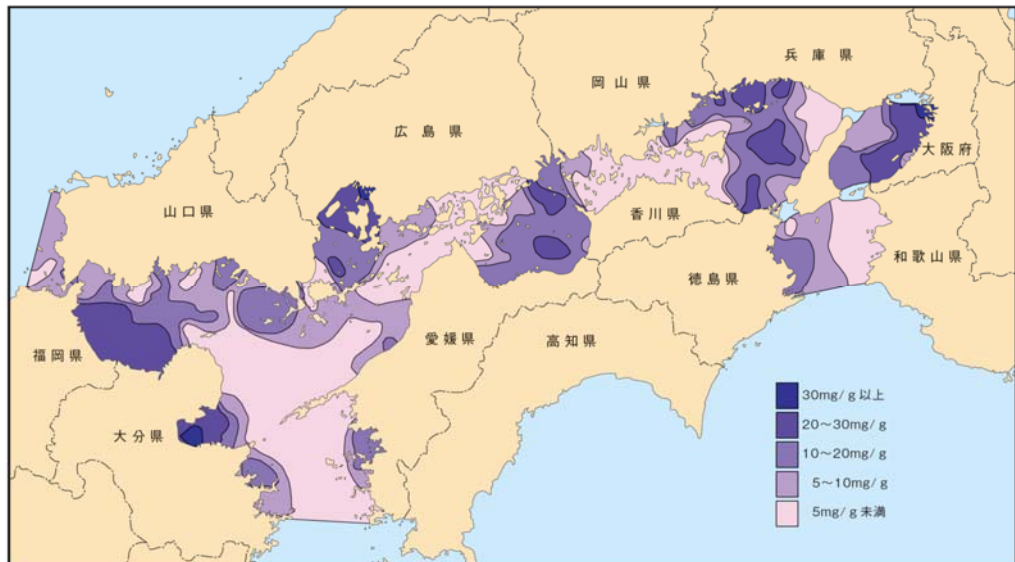 兵庫県
岡山県
広島県
大阪府
山口県
香川県
和歌山県
徳島県
愛媛県
高知県
福岡県
大分県
30mg/g以上
20～30mg/g
10～20mg/g
5～10mg/g
5mg/g未満